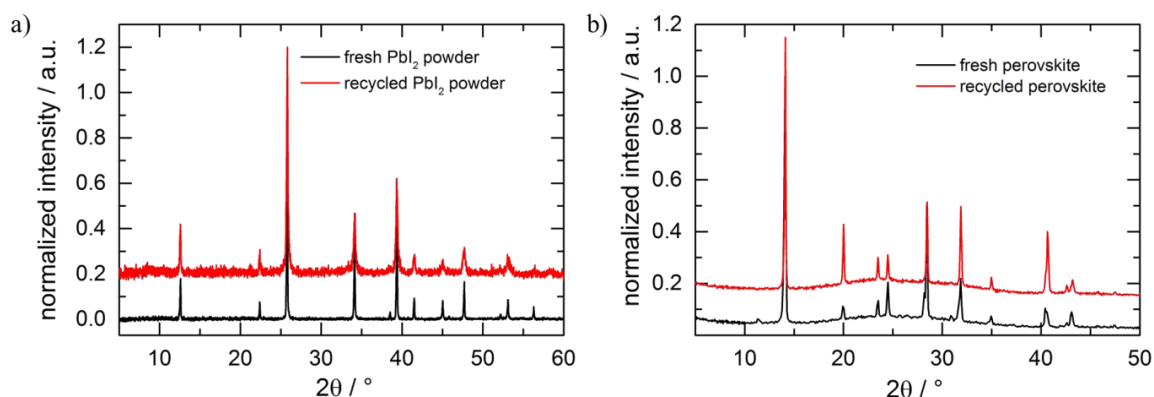 a)
normalized intensity / a.u.
1.2
1.0
0.8
0.6
0.4
0.2
0.0
fresh PbI₂ powder
recycled PbI₂ powder
10 20 30 40 50 60
2θ / °
b)
normalized intensity / a.u.
1.2
1.0
0.8
0.6
0.4
0.2
fresh perovskite
recycled perovskite
10 20 30 40 50
2θ / °